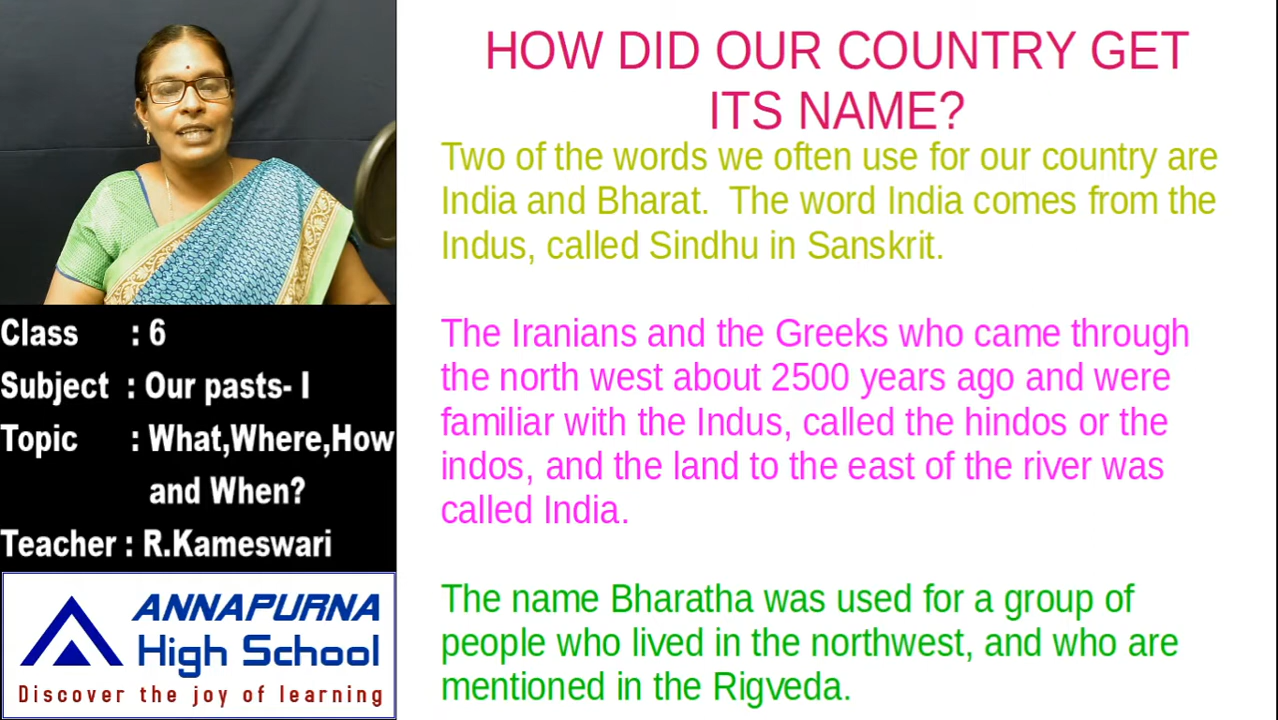 HOW DID OUR COUNTRY GET
ITS NAME?
Two of the words we often use for our country are
India and Bharat.  The word India comes from the
Indus, called Sindhu in Sanskrit.
The Iranians and the Greeks who came through
the north west about 2500 years ago and were
familiar with the Indus, called the hindos or the
indos, and the land to the east of the river was
called India.
The name Bharatha was used for a group of
people who lived in the northwest, and who are
mentioned in the Rigveda.
Class : 6
Subject : Our pasts- I
Topic : What,Where,How
and When?
Teacher : R.Kameswari
ANNAPURNA
High School
Discover the joy of learning